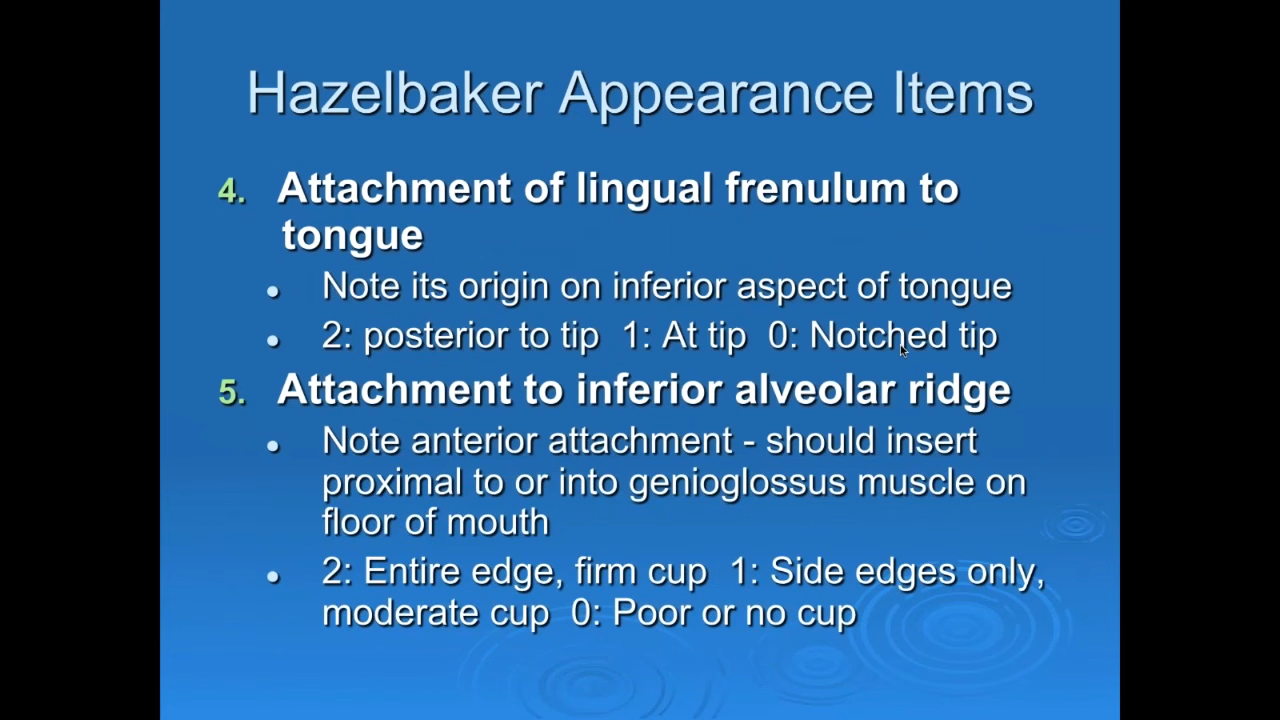 Hazelbaker Appearance Items
4. Attachment of lingual frenulum to
tongue
• Note its origin on inferior aspect of tongue
• 2: posterior to tip 1: At tip 0: Notched tip
5. Attachment to inferior alveolar ridge
• Note anterior attachment - should insert
proximal to or into genioglossus muscle on
floor of mouth
• 2: Entire edge, firm cup 1: Side edges only,
moderate cup 0: Poor or no cup